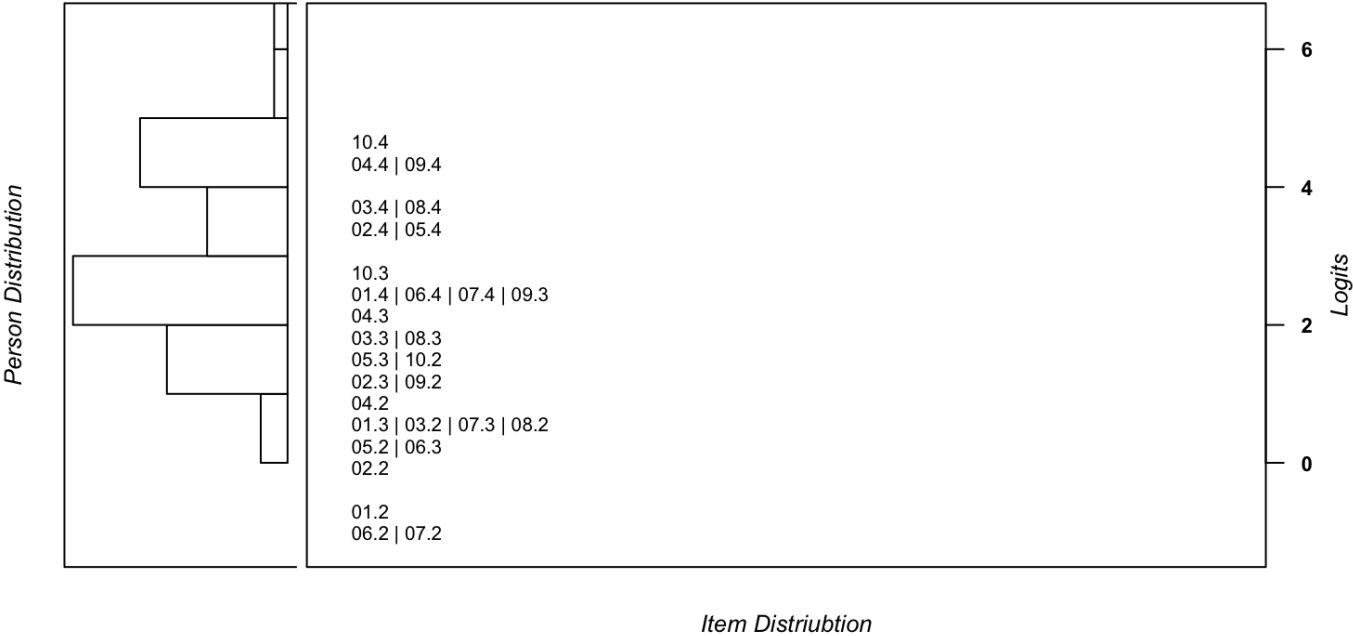 Person Distribution
10.4
04.4 | 09.4
03.4 | 08.4
02.4 | 05.4
10.3
01.4 | 06.4 | 07.4 | 09.3
04.3
03.3 | 08.3
05.3 | 10.2
02.3 | 09.2
04.2
01.3 | 03.2 | 07.3 | 08.2
05.2 | 06.3
02.2
01.2
06.2 | 07.2
6
4
2
0
Logits
Item Distriubtion